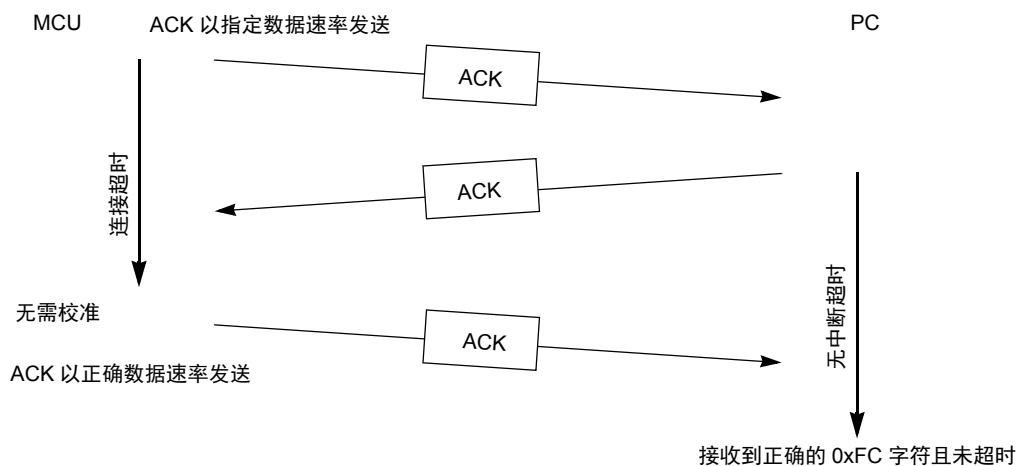 MCU
ACK 以指定数据速率发送
PC
ACK
连接超时
ACK
无中断超时
无需校准
ACK
ACK 以正确数据速率发送
接收到正确的 0xFC 字符且未超时